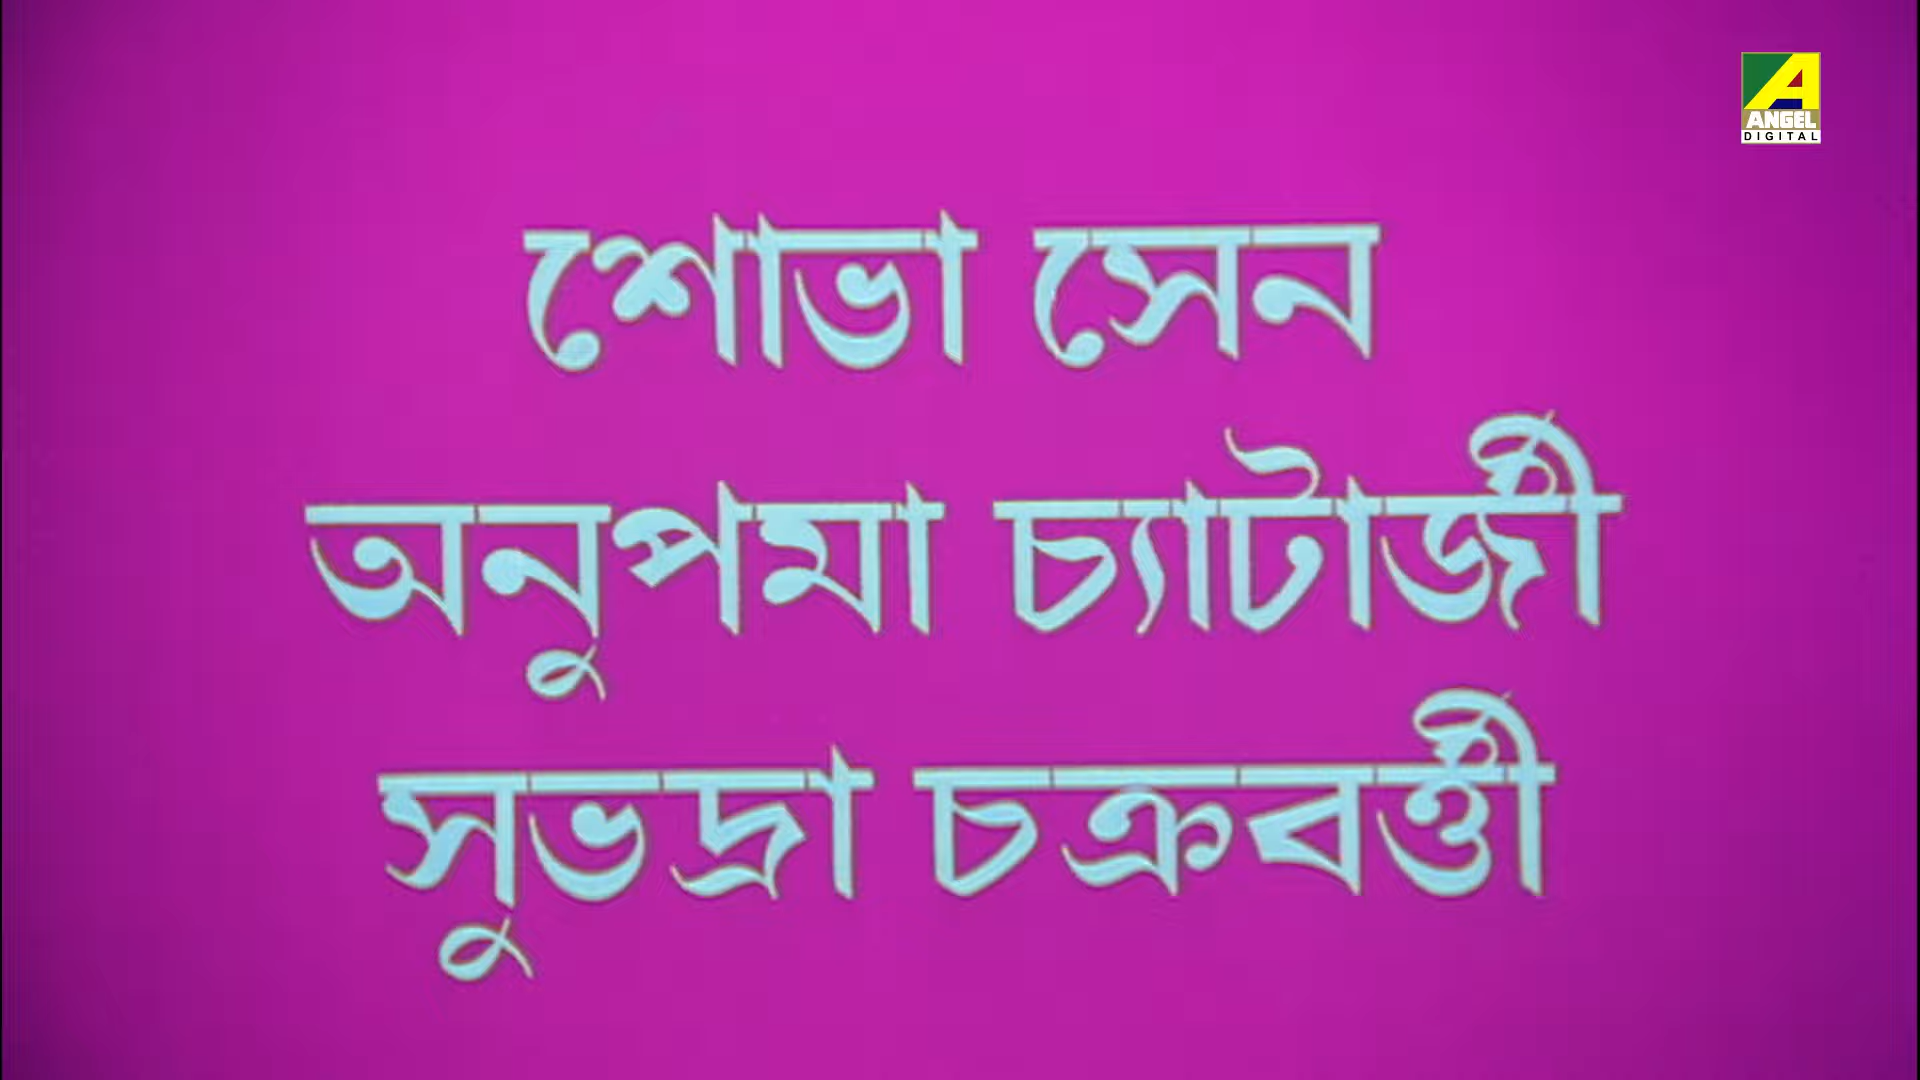 ANGEL
DIGITAL
শোভা সেন
অনুপমা চ্যাটার্জী
সুভদ্রা চক্রবর্ত্তী